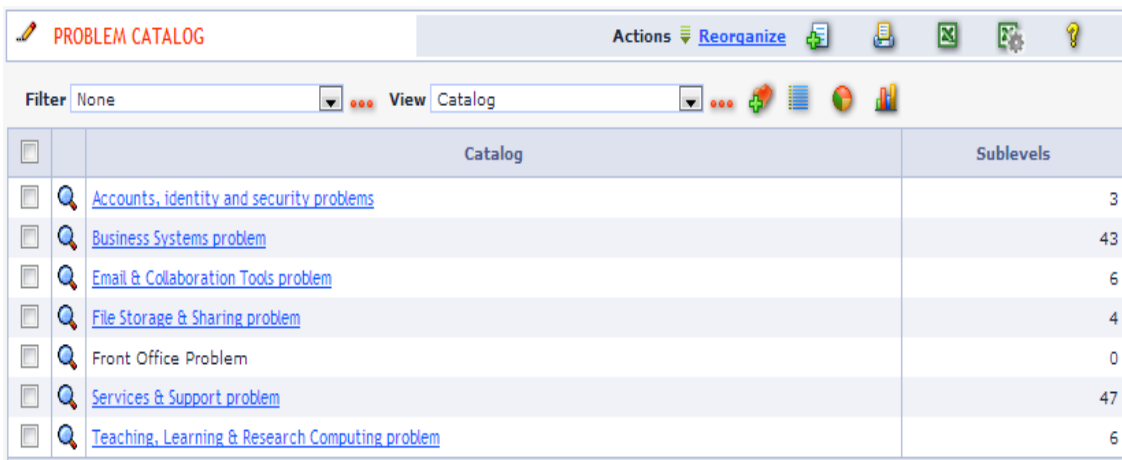 PROBLEM CATALOG Actions Reorganize
Filter None View Catalog
Catalog Sublevels
Accounts, identity and security problems 3
Business Systems problem 43
Email & Collaboration Tools problem 6
File Storage & Sharing problem 4
Front Office Problem 0
Services & Support problem 47
Teaching, Learning & Research Computing problem 6